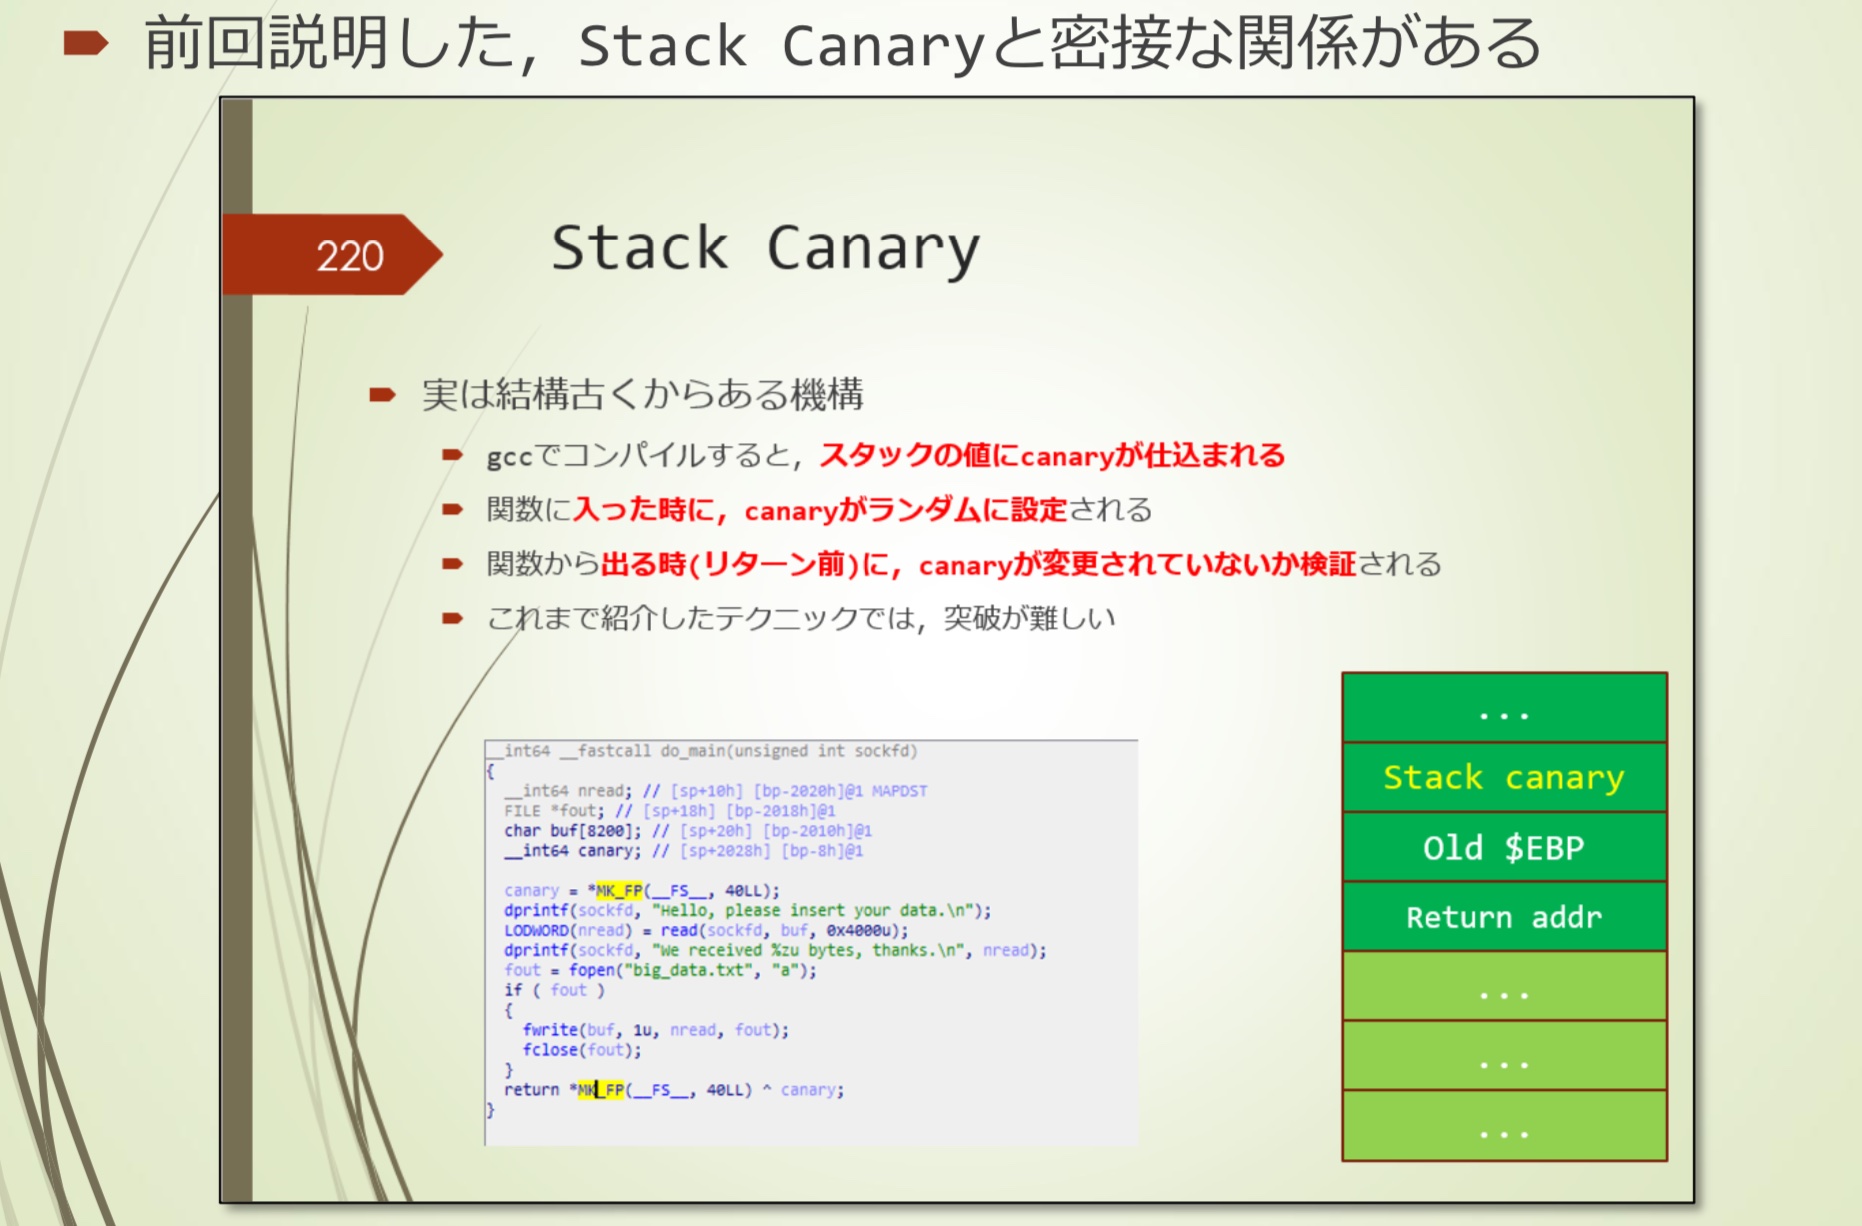 前回説明した，Stack Canaryと密接な関係がある
220
Stack Canary
実は結構古くからある機構
gccでコンパイルすると，スタックの値にcanaryが仕込まれる
関数に入った時に，canaryがランダムに設定される
関数から出る時(リターン前)に，canaryが変更されていないか検証される
これまで紹介したテクニックでは，突破が難しい
__int64 __fastcall do_main(unsigned int sockfd)
{
__int64 nread; // [sp+10h] [bp-2020h]@1 MAPDST
FILE *fout; // [sp+18h] [bp-2018h]@1
char buf[8200]; // [sp+20h] [bp-2010h]@1
__int64 canary; // [sp+2028h] [bp-8h]@1
canary = *MK_FP(__FS__, 40LL);
dprintf(sockfd, "Hello, please insert your data.\n");
LODWORD(nread) = read(sockfd, buf, 0x4000u);
dprintf(sockfd, "We received %zu bytes, thanks.\n", nread);
fout = fopen("big_data.txt", "a");
if ( fout )
{
fwrite(buf, 1u, nread, fout);
fclose(fout);
}
return *MK_FP(__FS__, 40LL) ^ canary;
}
...
Stack canary
Old $EBP
Return addr
...
...
...